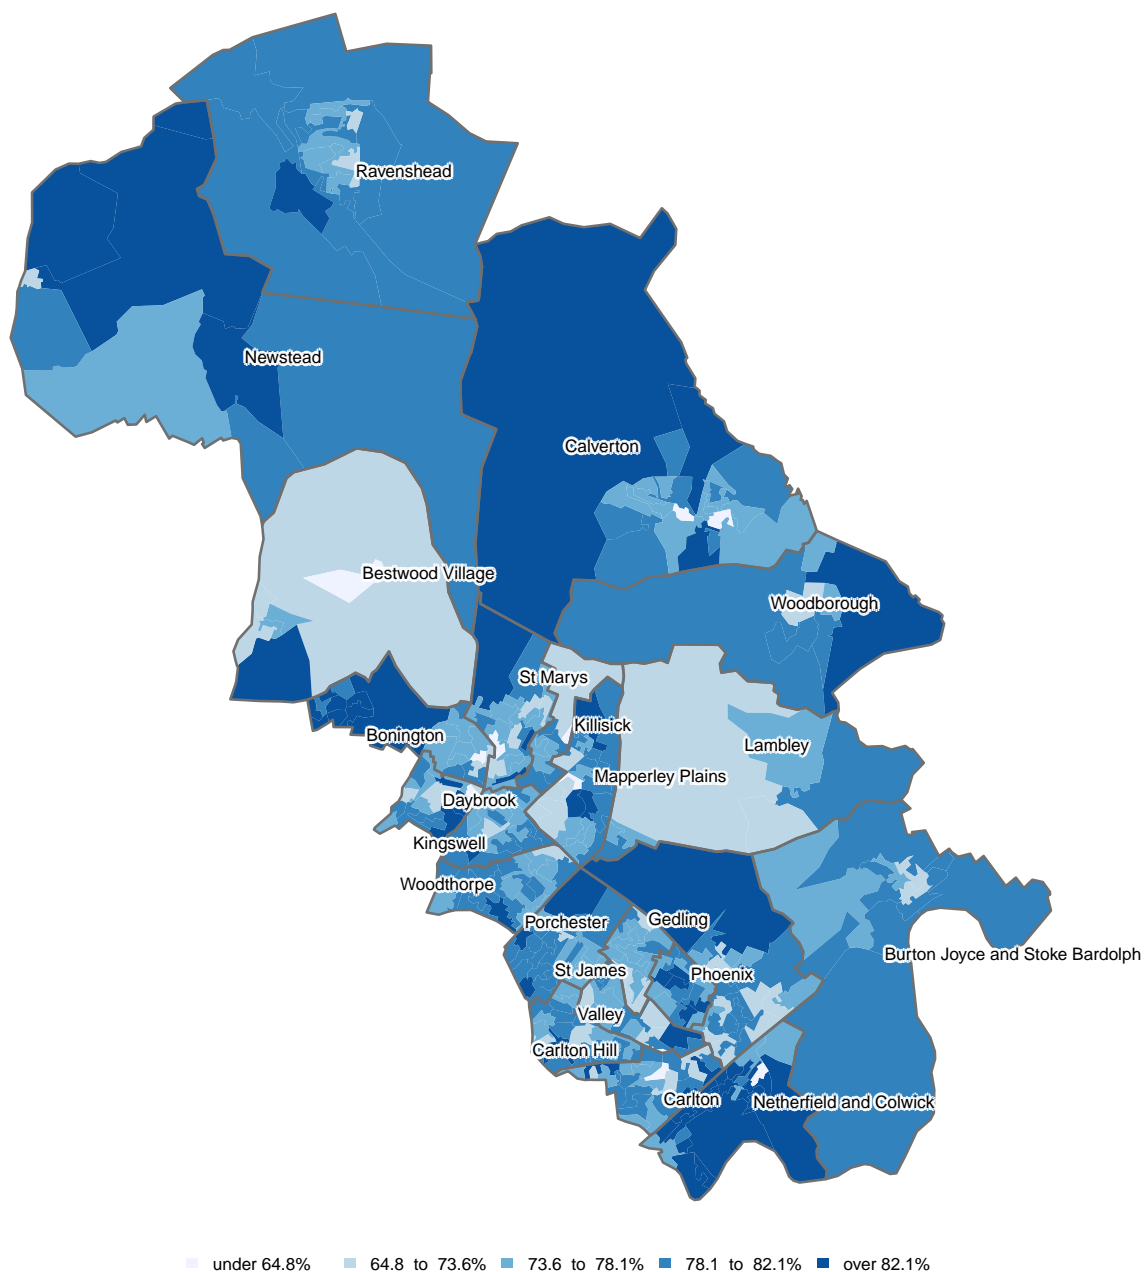 Ravenshead
Newstead
Calverton
Bestwood Village
Woodborough
St Marys
Killisick
Bonington
Lambley
Mapperley Plains
Daybrook
Kingswell
Woodthorpe
Porchester
Gedling
Burton Joyce and Stoke Bardolph
St James
Phoenix
Valley
Carlton Hill
Carlton
Netherfield and Colwick
under 64.8% 64.8 to 73.6% 73.6 to 78.1% 78.1 to 82.1% over 82.1%